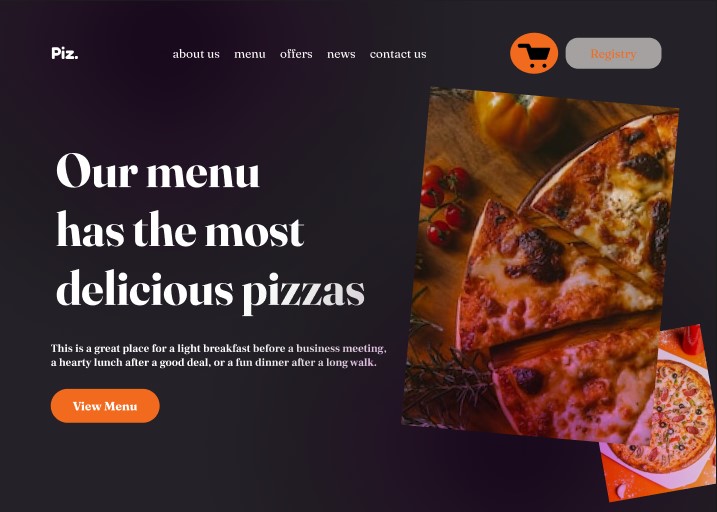 Piz.
about us menu offers news contact us
Registry
Our menu
has the most
delicious pizzas
This is a great place for a light breakfast before a business meeting,
a hearty lunch after a good deal, or a fun dinner after a long walk.
View Menu